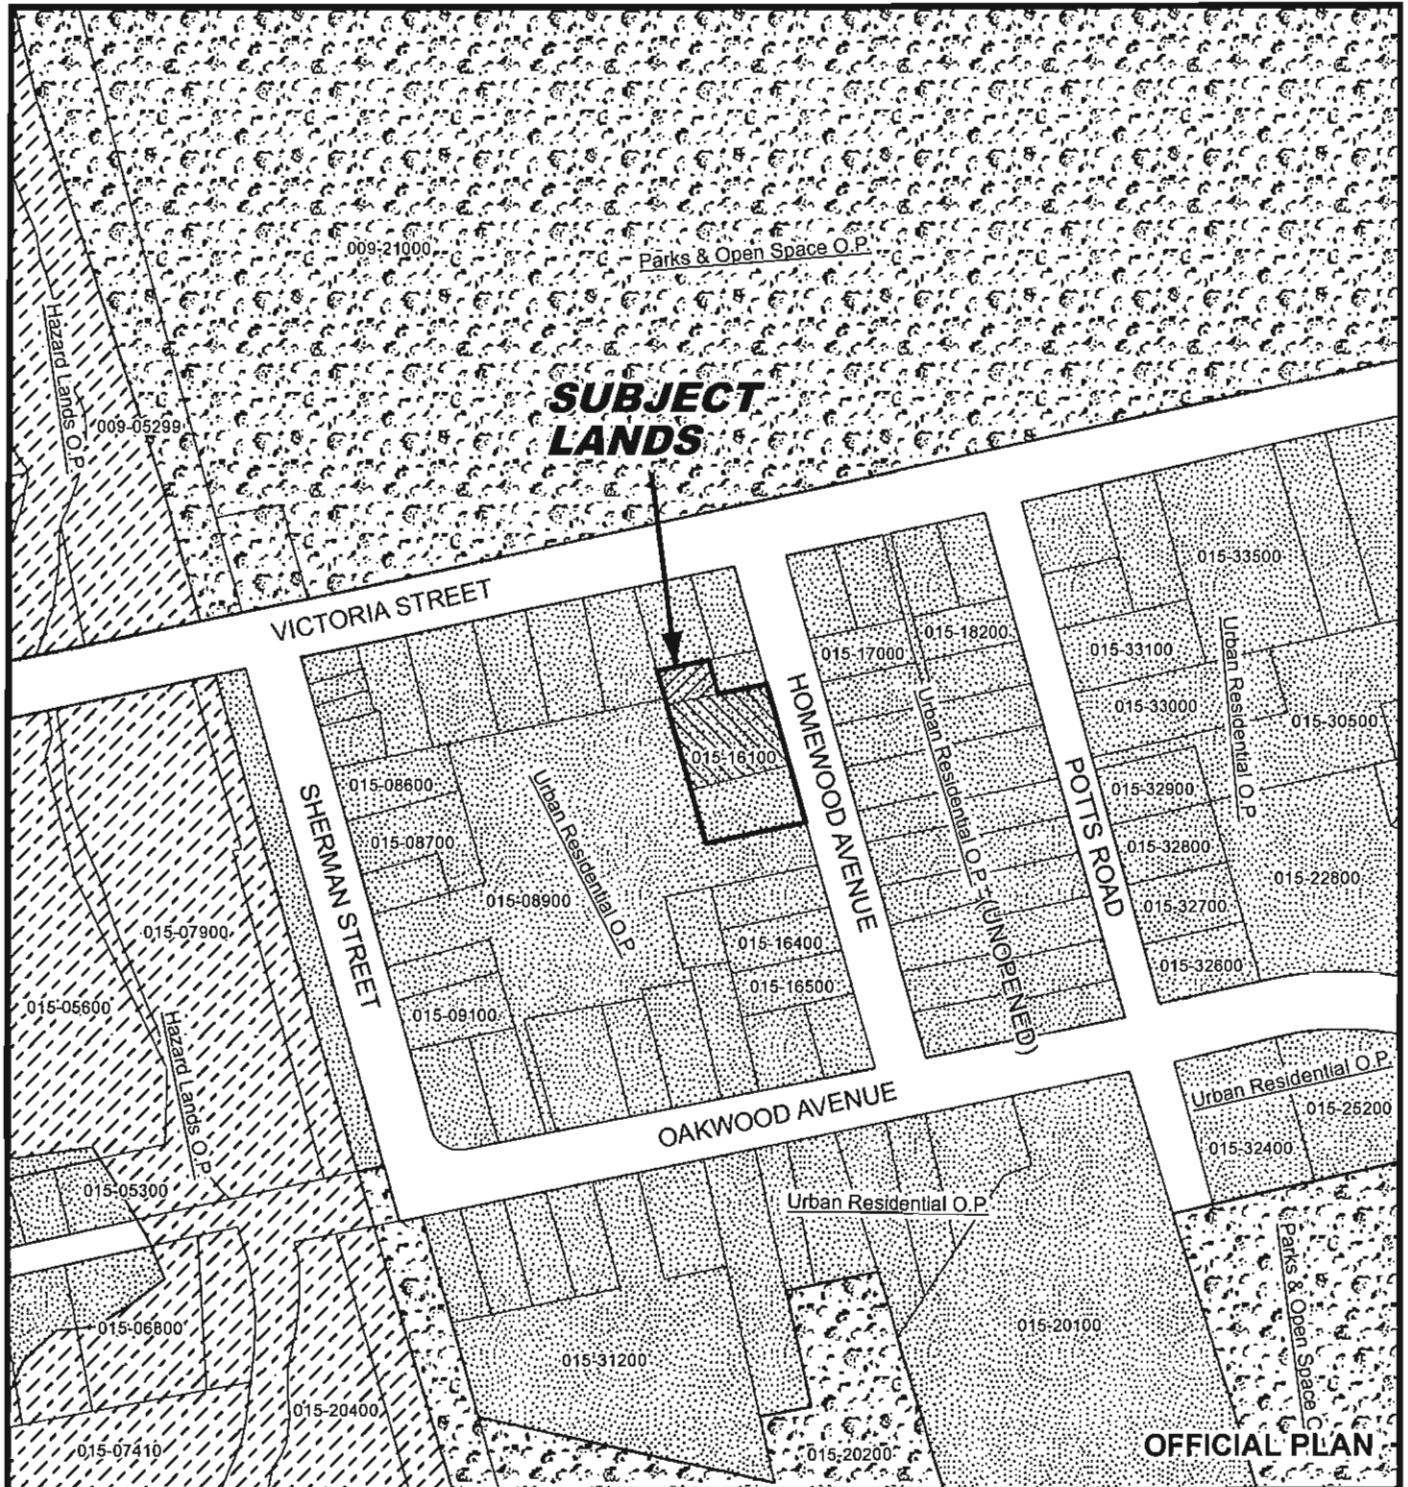 009-21000
Parks & Open Space O.P.
Hazard Lands O.P.
009-05299
SUBJECT
LANDS
VICTORIA STREET
015-33500
015-18200
015-17000
015-33100
Urban Residential O.P.
015-33000
015-30500
HOMEWOOD AVENUE
Urban Residential O.P. (UNOPENED)
015-16100
Urban Residential O.P.
015-08600
SHERMAN STREET
POTTS ROAD
015-32900
015-08700
015-32800
015-22800
015-08900
015-32700
015-07900
015-16400
015-32600
015-16500
015-05600
015-09100
Hazard Lands O.P.
OAKWOOD AVENUE
Urban Residential O.P.
015-25200
015-32400
015-05300
Urban Residential O.P.
Parks & Open Space
015-06800
015-20100
015-31200
015-20400
015-07410
015-20200
OFFICIAL PLAN